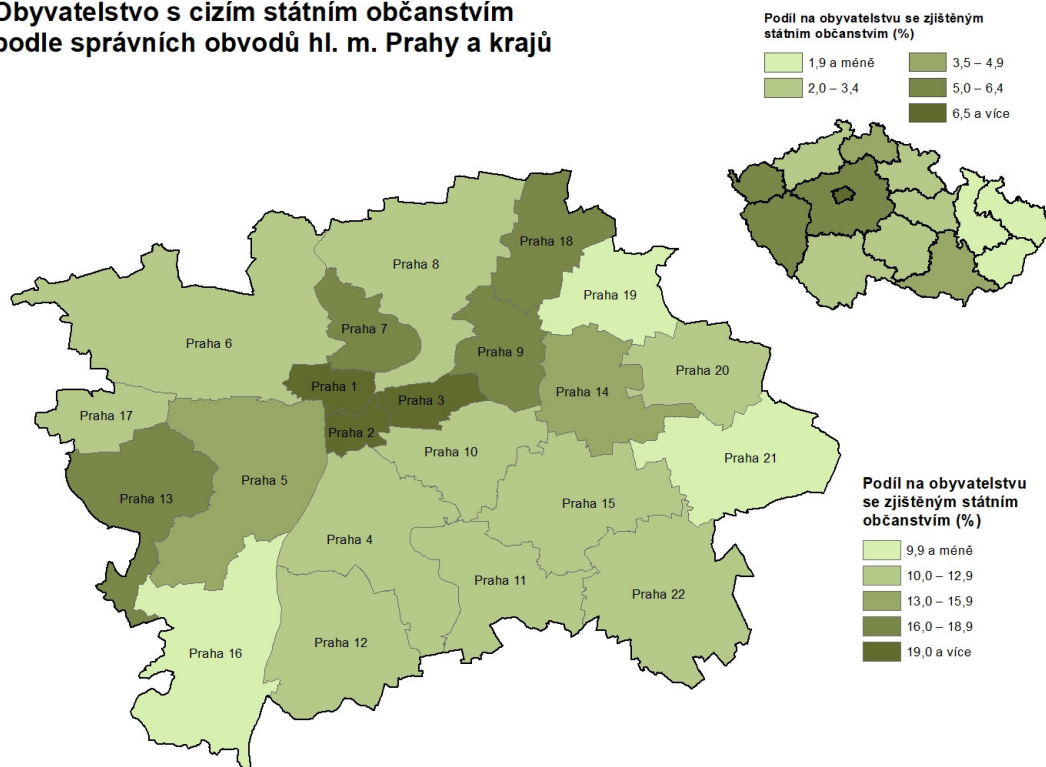 Obyvatelstvo s cizím státním občanstvím
podle správních obvodů hl. m. Prahy a krajů
Podíl na obyvatelstvu se zjištěným
státním občanstvím (%)
1,9 a méně
2,0 – 3,4
3,5 – 4,9
5,0 – 6,4
6,5 a více
Praha 18
Praha 8
Praha 19
Praha 7
Praha 6
Praha 9
Praha 20
Praha 1
Praha 14
Praha 3
Praha 17
Praha 2
Praha 10
Praha 21
Praha 5
Praha 13
Praha 15
Praha 4
Praha 11
Praha 22
Praha 12
Praha 16
Podíl na obyvatelstvu
se zjištěným státním
občanstvím (%)
9,9 a méně
10,0 – 12,9
13,0 – 15,9
16,0 – 18,9
19,0 a více